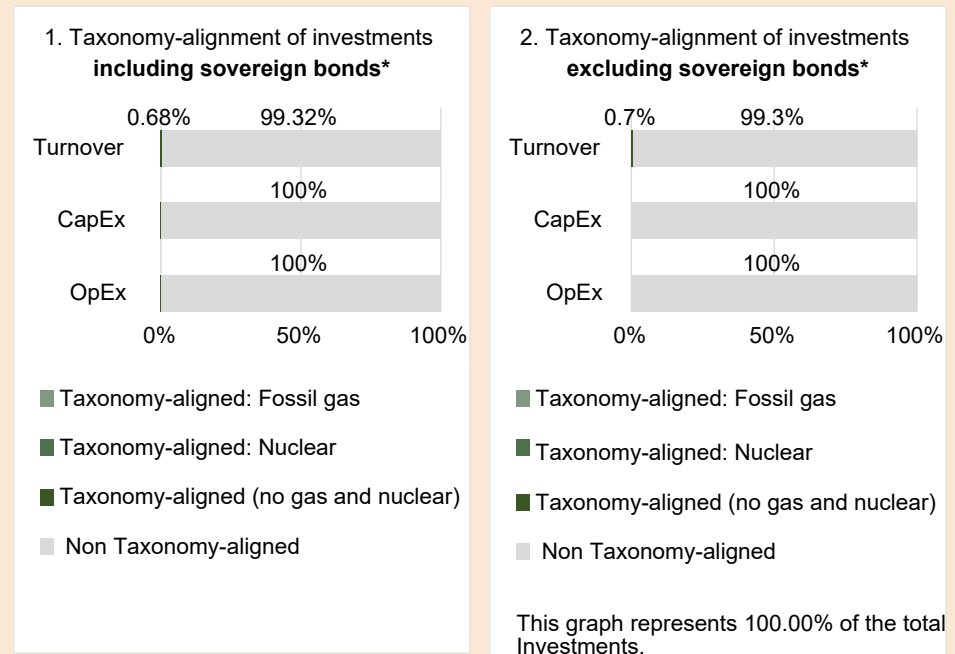 1. Taxonomy-alignment of investments
including sovereign bonds*
0.68% 99.32%
Turnover
100%
CapEx
100%
OpEx
0% 50% 100%
Taxonomy-aligned: Fossil gas
Taxonomy-aligned: Nuclear
Taxonomy-aligned (no gas and nuclear)
Non Taxonomy-aligned
2. Taxonomy-alignment of investments
excluding sovereign bonds*
0.7% 99.3%
Turnover
100%
CapEx
100%
OpEx
0% 50% 100%
Taxonomy-aligned: Fossil gas
Taxonomy-aligned: Nuclear
Taxonomy-aligned (no gas and nuclear)
Non Taxonomy-aligned
This graph represents 100.00% of the total
Investments.